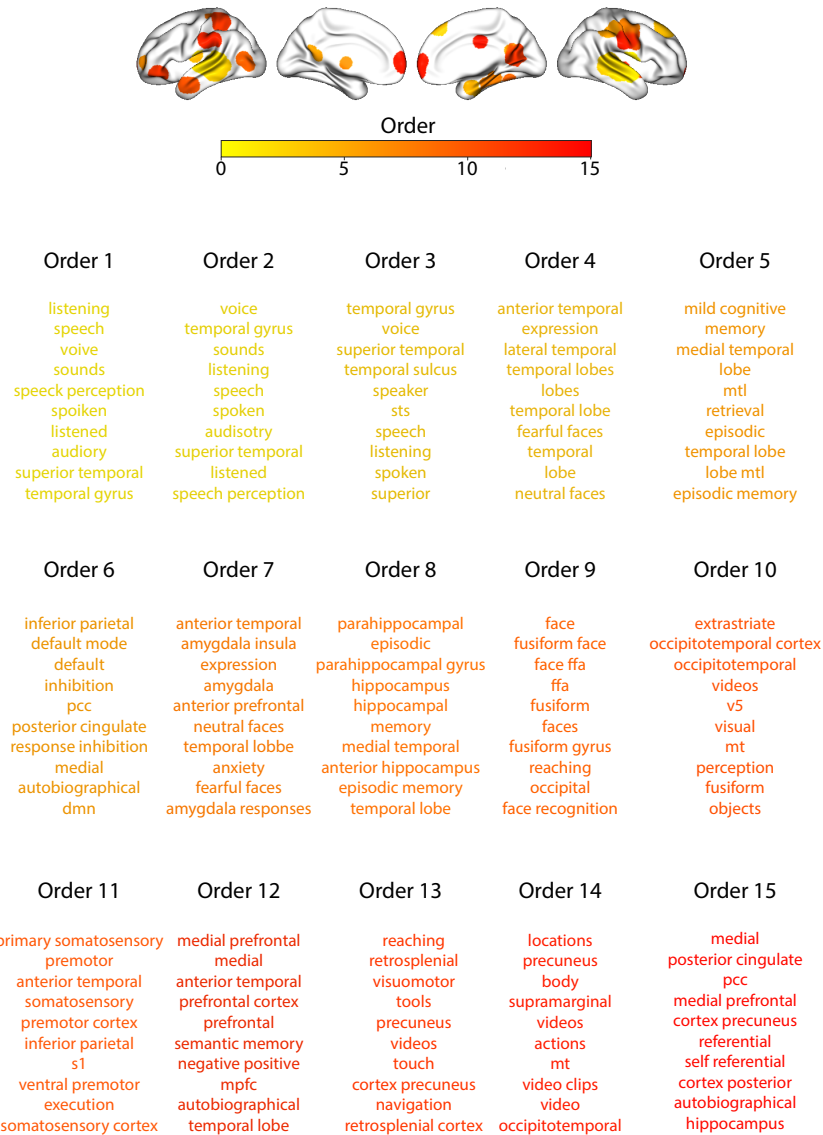 Order
0 5 10 15
Order 1 Order 2 Order 3 Order 4 Order 5
listening voice temporal gyrus anterior temporal mild cognitive
speech temporal gyrus voice expression memory
voive sounds superior temporal lateral temporal medial temporal
sounds listening temporal sulcus temporal lobes lobe
speeck perception speech speaker lobes mtl
spoiken spoken sts temporal lobe retrieval
listened audisotry speech fearful faces episodic
audiory superior temporal listening temporal temporal lobe
superior temporal listened spoken lobe lobe mtl
temporal gyrus speech perception superior neutral faces episodic memory
Order 6 Order 7 Order 8 Order 9 Order 10
inferior parietal anterior temporal parahippocampal face extrastriate
default mode amygdala insula episodic fusiform face occipitotemporal cortex
default expression parahippocampal gyrus face ffa occipitotemporal
inhibition amygdala hippocampus ffa videos
pcc anterior prefrontal hippocampal fusiform v5
posterior cingulate neutral faces memory faces visual
response inhibition temporal lobbe medial temporal fusiform gyrus mt
medial anxiety anterior hippocampus reaching perception
autobiographical fearful faces episodic memory occipital fusiform
dmn amygdala responses temporal lobe face recognition objects
Order 11 Order 12 Order 13 Order 14 Order 15
primary somatosensory medial prefrontal reaching locations medial
premotor medial retrosplenial precuneus posterior cingulate
anterior temporal anterior temporal visuomotor body pcc
somatosensory prefrontal cortex tools supramarginal medial prefrontal
premotor cortex prefrontal precuneus videos cortex precuneus
inferior parietal semantic memory videos actions referential
s1 negative positive touch mt self referential
ventral premotor mpfc cortex precuneus video clips cortex posterior
execution autobiographical navigation video autobiographical
somatosensory cortex temporal lobe retrosplenial cortex occipitotemporal hippocampus